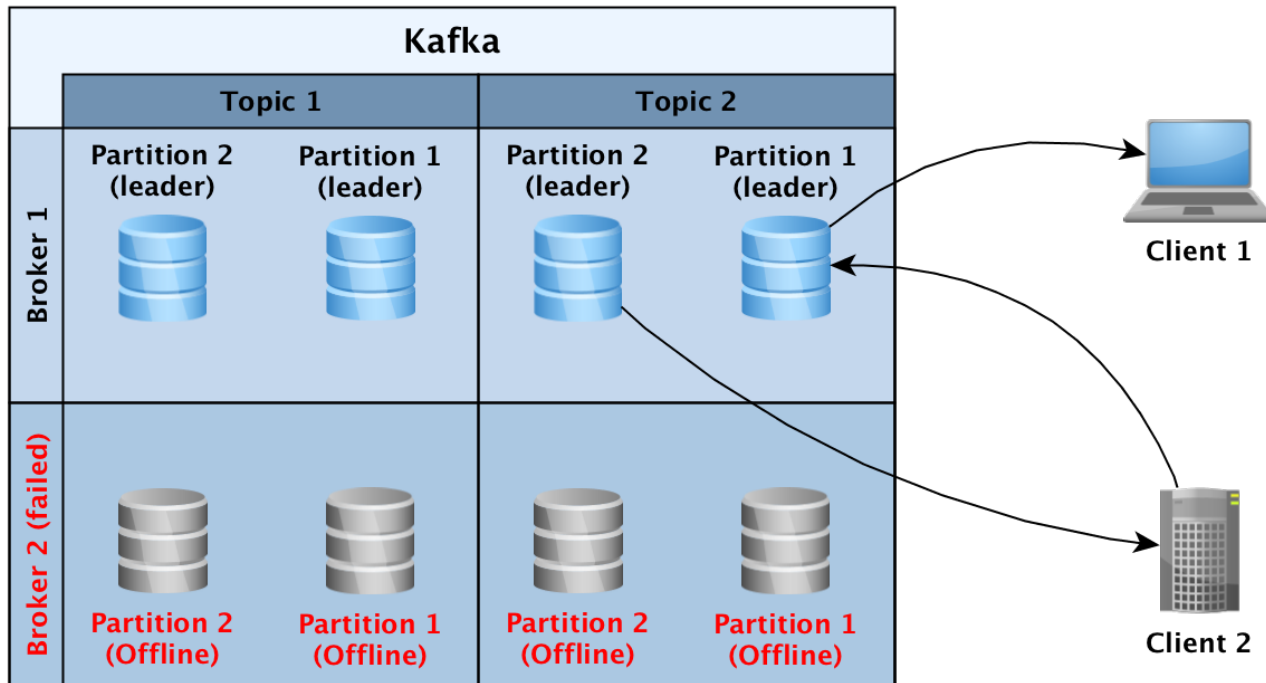 Kafka
Topic 1
Topic 2
Broker 1
Partition 2
(leader)
Partition 1
(leader)
Partition 2
(leader)
Partition 1
(leader)
Client 1
Broker 2 (failed)
Partition 2
(Offline)
Partition 1
(Offline)
Partition 2
(Offline)
Partition 1
(Offline)
Client 2